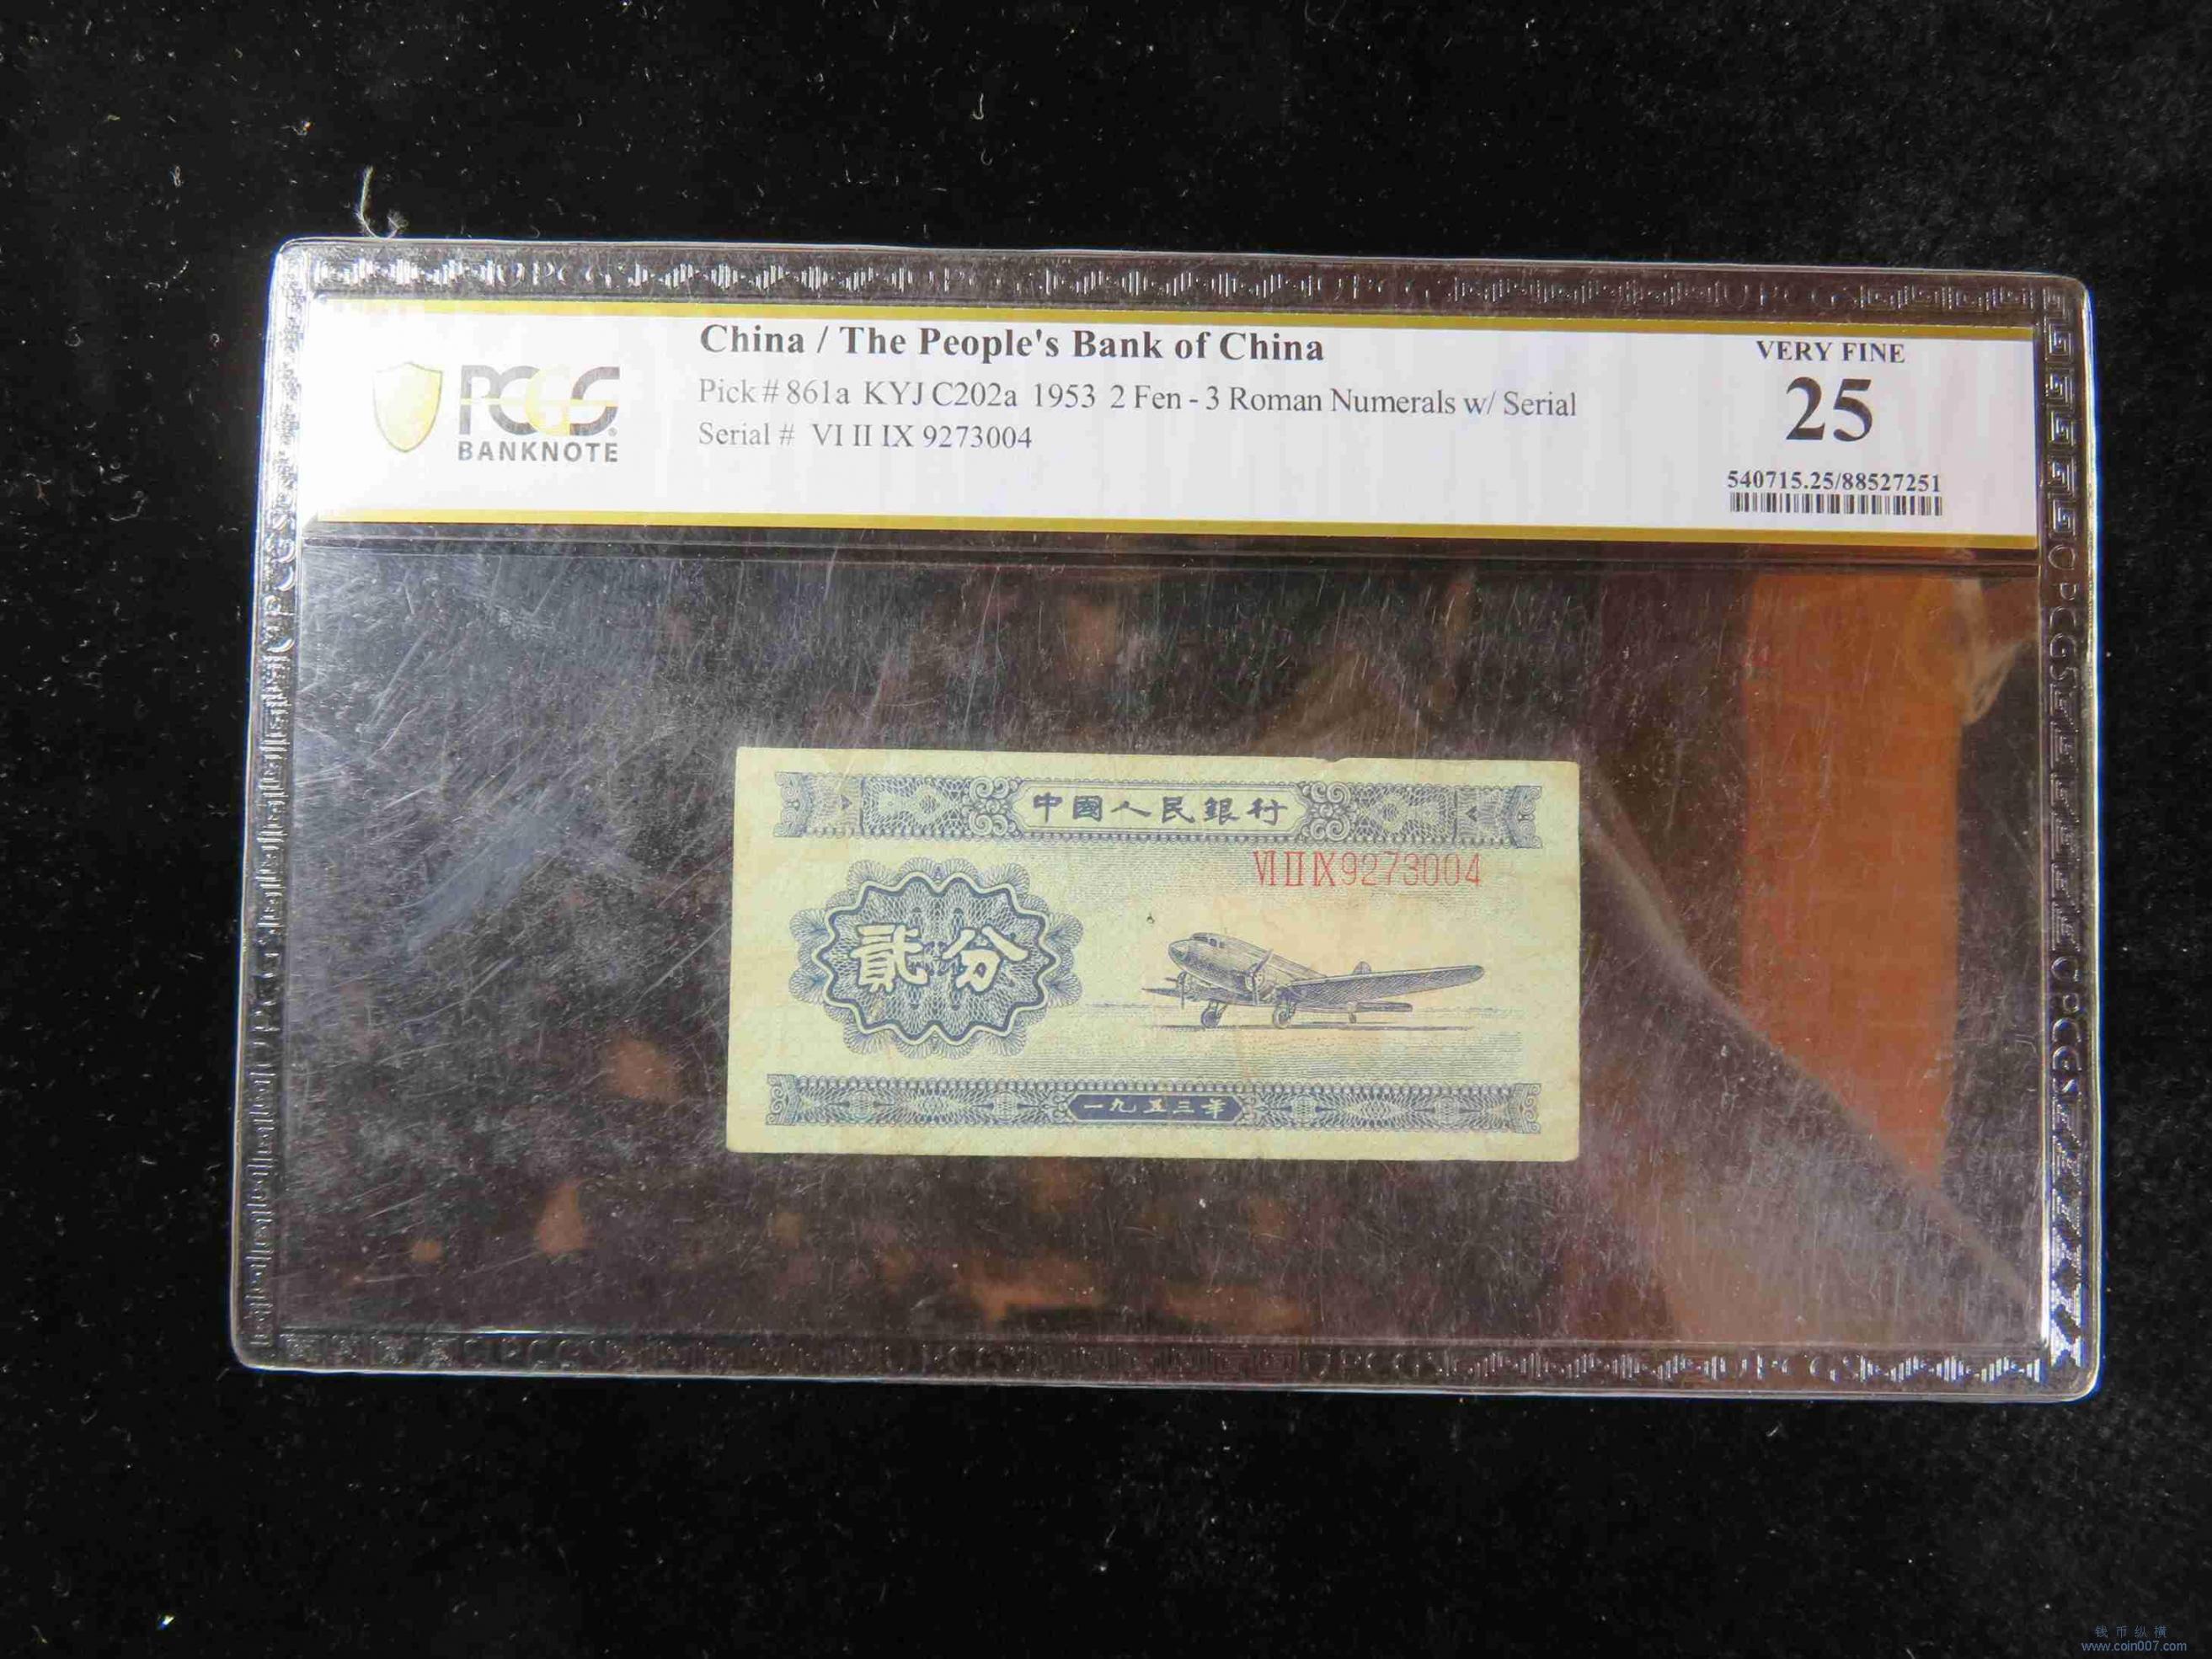 China / The People's Bank of China
Pick # 861a KYJ C202a 1953 2 Fen - 3 Roman Numerals w/ Serial
Serial # VI II IX 9273004
PCGS
BANKNOTE
VERY FINE
25
540715.25/88527251
中國人民銀行
VI II IX 9273004
貳分
一九五三年
钱币纵横
www.coin007.com